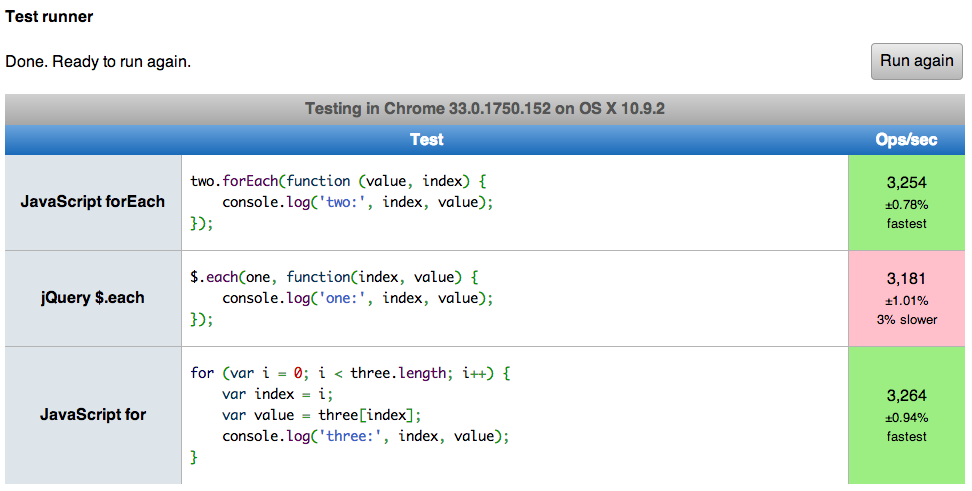 Test runner
Done. Ready to run again.
Run again
Testing in Chrome 33.0.1750.152 on OS X 10.9.2
Test
Ops/sec
JavaScript forEach
two.forEach(function (value, index) {
    console.log('two:', index, value);
});
3,254
±0.78%
fastest
jQuery $.each
$.each(one, function(index, value) {
    console.log('one:', index, value);
});
3,181
±1.01%
3% slower
JavaScript for
for (var i = 0; i < three.length; i++) {
    var index = i;
    var value = three[index];
    console.log('three:', index, value);
}
3,264
±0.94%
fastest